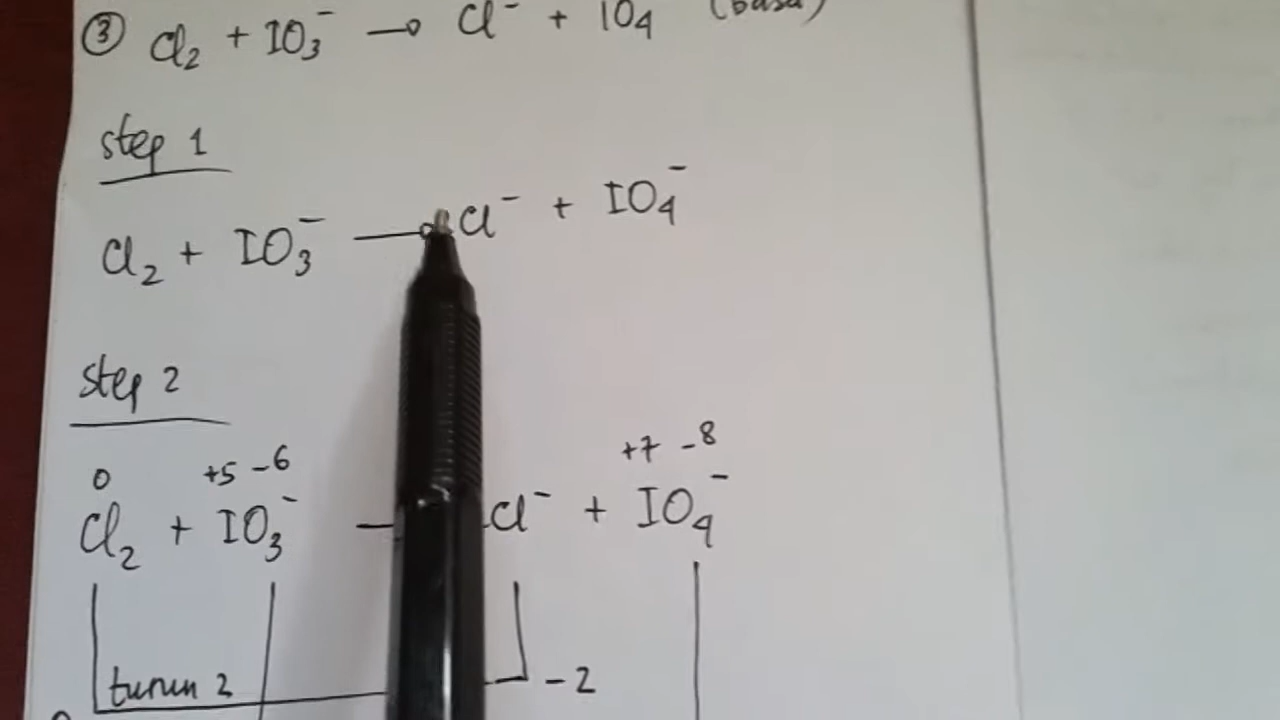 ③ Cl₂ + IO₃⁻ → Cl⁻ + IO₄ (basa)
step 1
Cl₂ + IO₃⁻ → Cl⁻ + IO₄⁻
step 2
0 +5 -6 +7 -8
Cl₂ + IO₃⁻ — Cl⁻ + IO₄⁻
turun 2 -2